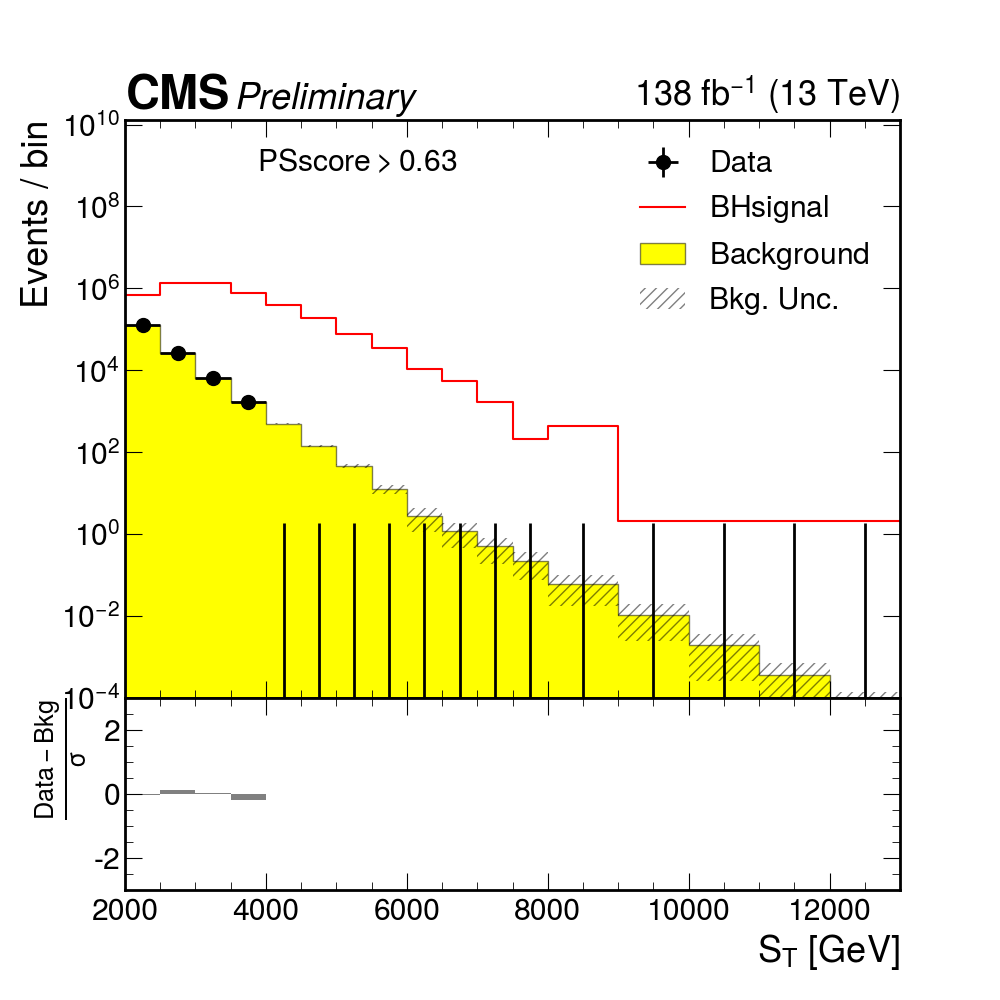 CMS Preliminary 138 fb⁻¹ (13 TeV)
Events / bin
PSscore > 0.63
Data
BHsignal
Background
Bkg. Unc.
10¹⁰
10⁸
10⁶
10⁴
10²
10⁰
10⁻²
10⁻⁴
Data – Bkg
σ
2
0
-2
2000 4000 6000 8000 10000 12000
S_T [GeV]